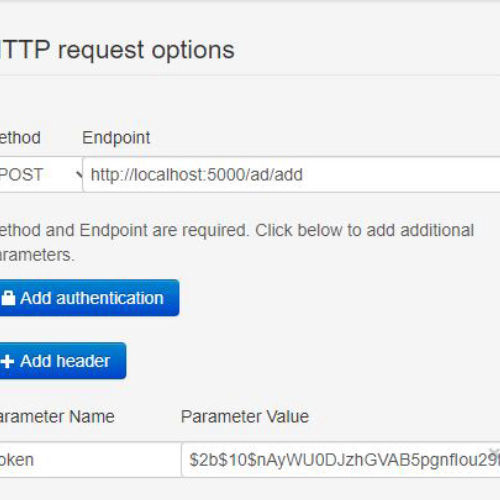 TTP request options
ethod Endpoint
POST http://localhost:5000/ad/add
ethod and Endpoint are required. Click below to add additional
arameters.
Add authentication
+ Add header
arameter Name Parameter Value
oken $2b$10$nAyWU0DJzhGVAB5pgnflou29